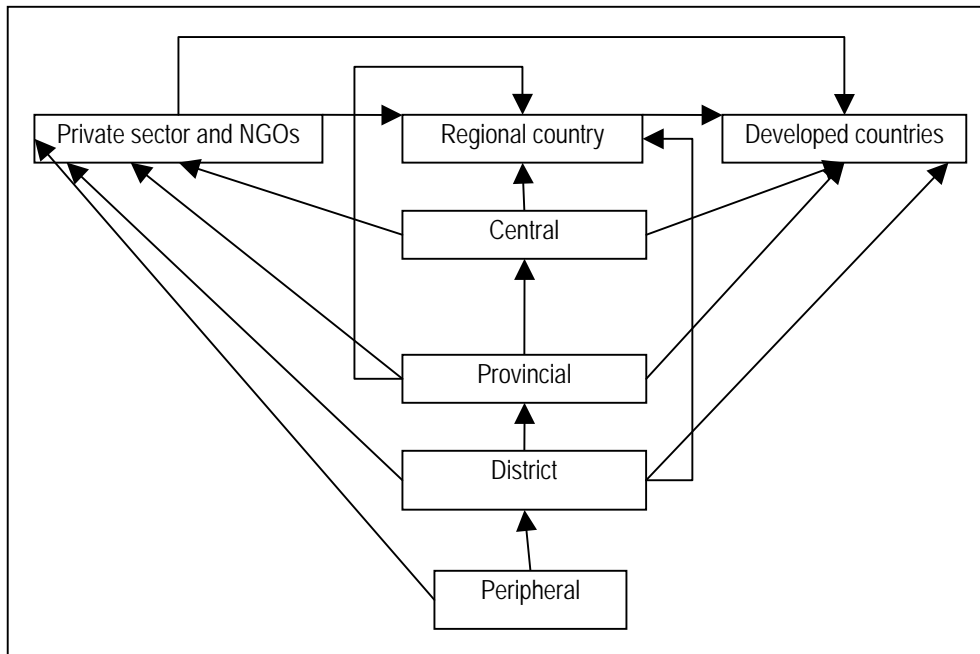 Private sector and NGOs
Regional country
Developed countries
Central
Provincial
District
Peripheral